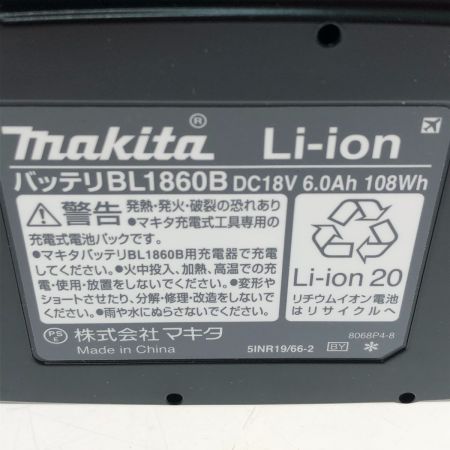 makita® Li-ion
バッテリBL1860B DC18V 6.0Ah 108Wh
⚠警告 発熱・発火・破裂の恐れあり
●マキタ充電式工具専用の
充電式電池パックです。
●マキタバッテリBL1860B用充電器で充電
してください。●火中投入、加熱、高温での充
電・使用・放置をしないでください。●変形や
ショートさせたり、分解・修理・改造をしないで
ください。●雨や水にぬらさないでください。
Li-ion 20
リチウムイオン電池
はリサイクルへ
PSE 株式会社 マキタ
8068P4-8
Made in China 5INR19/66-2 BY